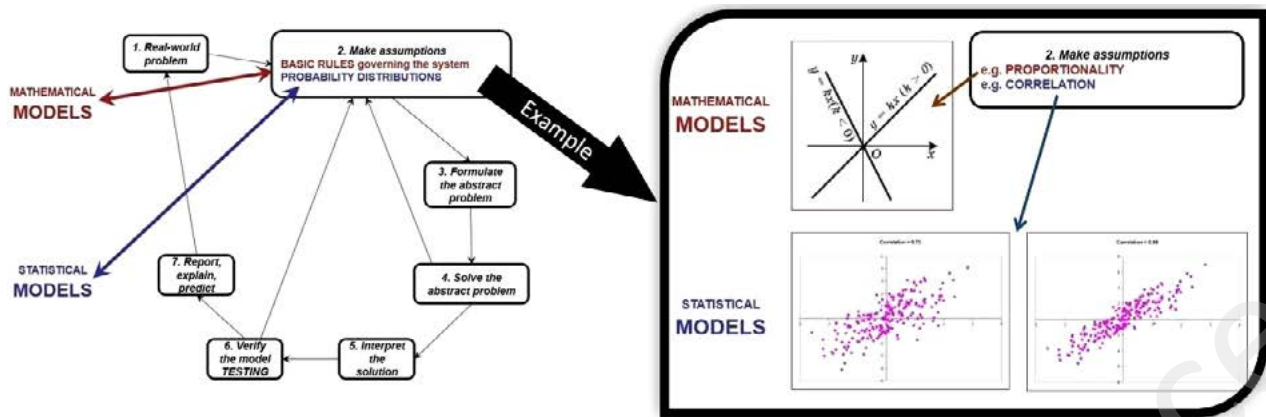 1. Real-world
problem
2. Make assumptions
BASIC RULES governing the system
PROBABILITY DISTRIBUTIONS
MATHEMATICAL
MODELS
3. Formulate
the abstract
problem
STATISTICAL
MODELS
7. Report,
explain,
predict
4. Solve the
abstract problem
6. Verify
the model
TESTING
5. Interpret
the
solution
Example
MATHEMATICAL
MODELS
y
y = kx(k < 0)
y = kx (k > 0)
O
x
2. Make assumptions
e.g. PROPORTIONALITY
e.g. CORRELATION
STATISTICAL
MODELS
Correlation =
Correlation =